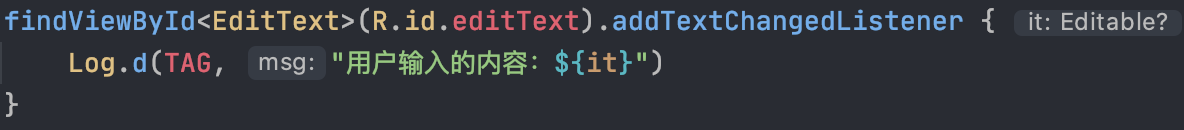 findViewById<EditText>(R.id.editText).addTextChangedListener { it: Editable?
    Log.d(TAG, msg: "用户输入的内容：${it}")
}